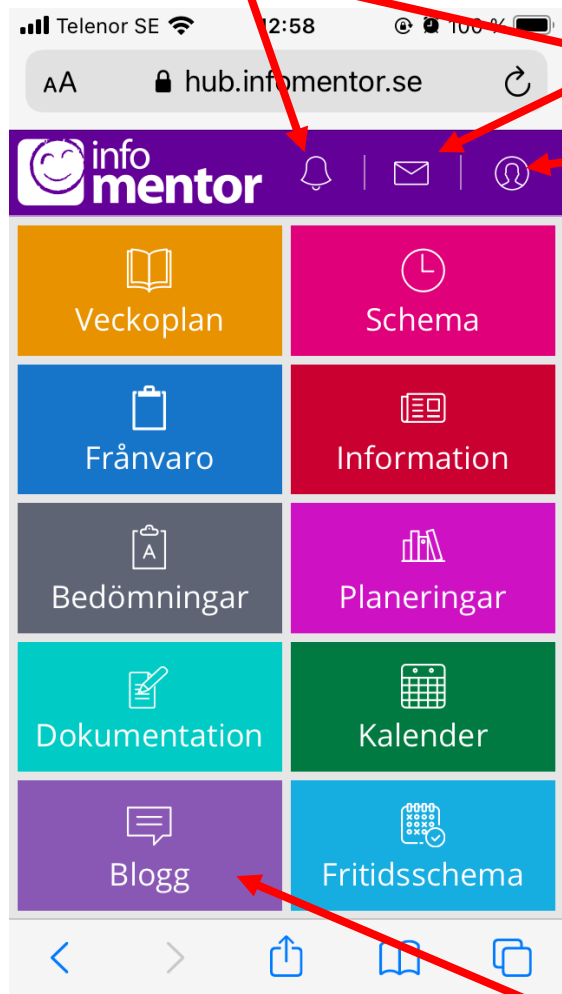 Telenor SE 12:58 100 %
AA hub.infomentor.se
info
mentor
Veckoplan Schema
Frånvaro Information
A
Bedömningar Planeringar
Dokumentation Kalender
Blogg Fritidsschema